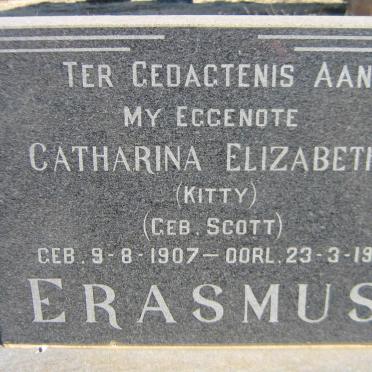 TER GEDAGTENIS AAN
MY EGGENOTE
CATHARINA ELIZABETH
(KITTY)
(GEB. SCOTT)
GEB. 9-8-1907 – OORL. 23-3-19
ERASMUS